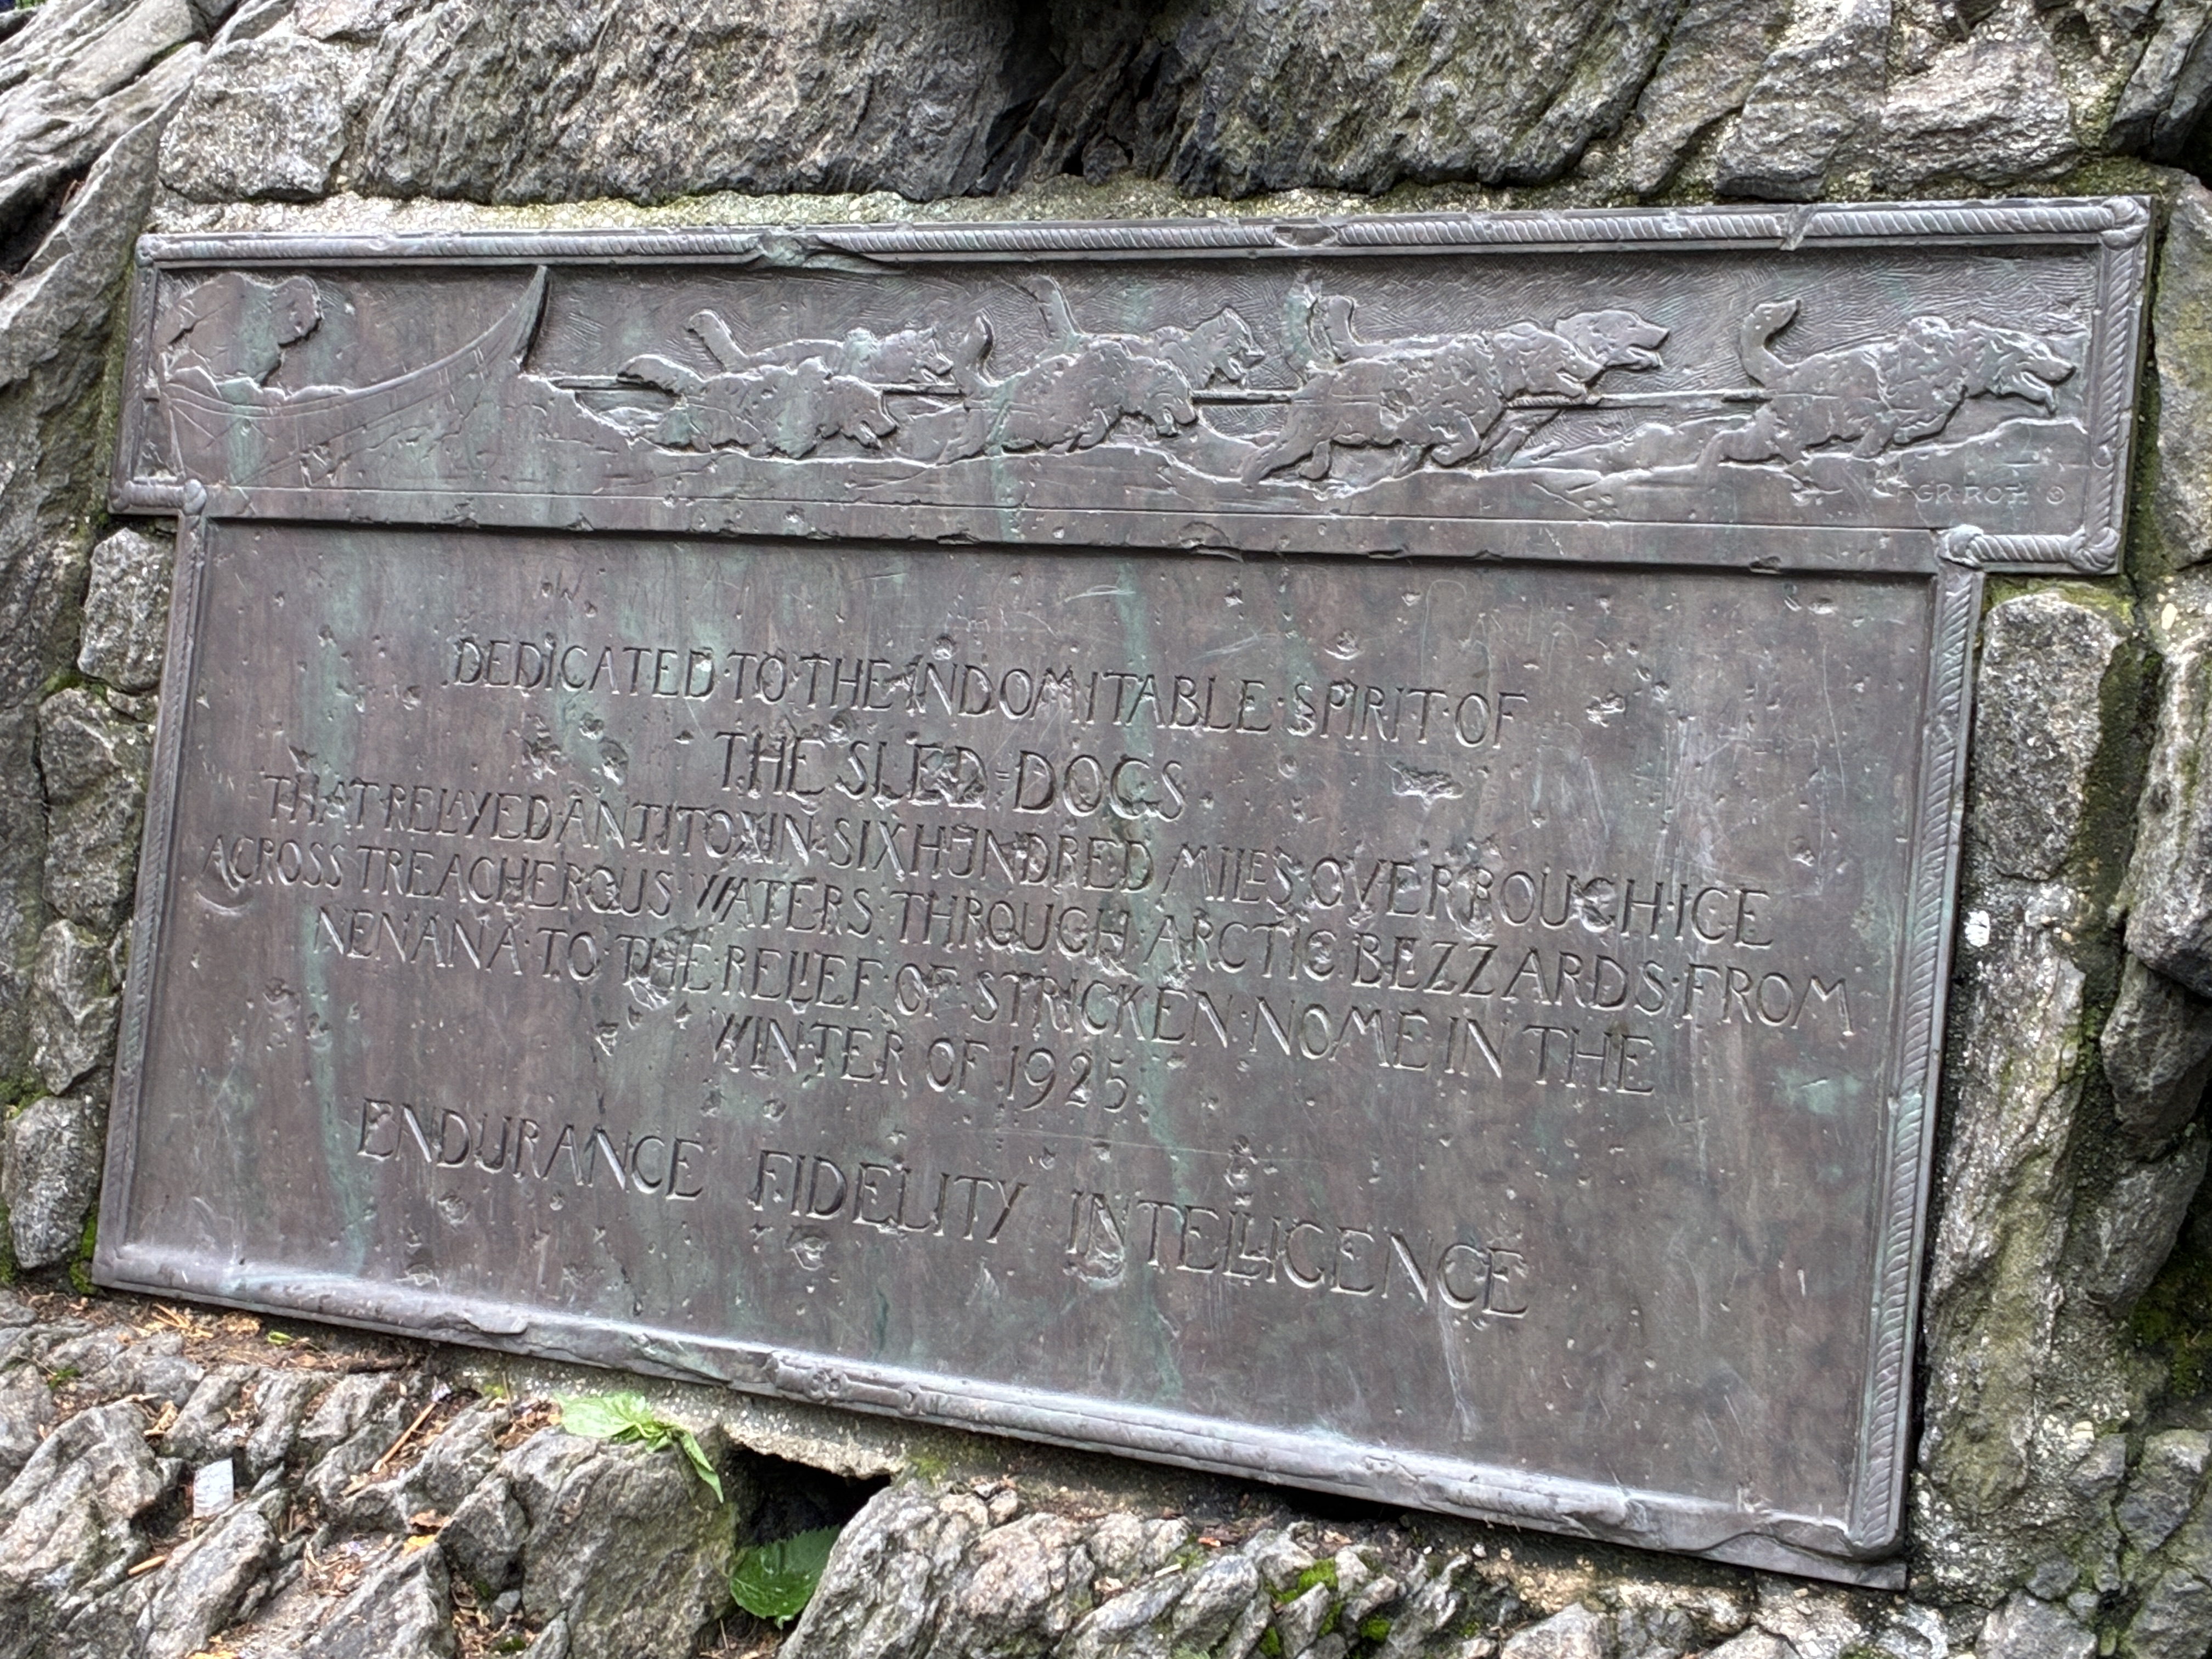 DEDICATED·TO·THE·INDOMITABLE·SPIRIT·OF
THE SLED-DOGS
THAT·RELAYED·ANTITOXIN·SIX HUNDRED MILES·OVER·ROUGH·ICE
ACROSS TREACHEROUS·WATERS·THROUGH·ARCTIC·BLIZZARDS·FROM
NENANA·TO·THE·RELIEF·OF·STRICKEN·NOME IN THE
WINTER OF 1925
ENDURANCE FIDELITY INTELLIGENCE